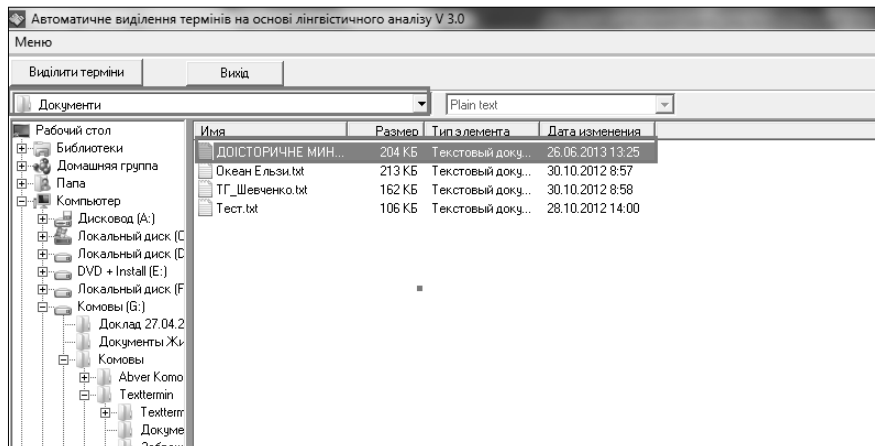 Автоматичне виділення термінів на основі лінгвістичного аналізу V 3.0
Меню
Виділити терміни Вихід
Документи Plain text
Рабочий стол
Библиотеки
Домашняя группа
Папа
Компьютер
Дисковод (A:)
Локальный диск (C
Локальный диск (D
DVD + Install (E:)
Локальный диск (F
Комовы (G:)
Доклад 27.04.2
Документы Жи
Комовы
Abver Komo
Texttermin
Textterm
Докуме
Имя Размер Тип элемента Дата изменения
ДОІСТОРИЧНЕ МИН... 204 КБ Текстовый доку... 26.06.2013 13:25
Океан Ельзи.txt 213 КБ Текстовый доку... 30.10.2012 8:57
ТГ_Шевченко.txt 162 КБ Текстовый доку... 30.10.2012 8:58
Тест.txt 106 КБ Текстовый доку... 28.10.2012 14:00